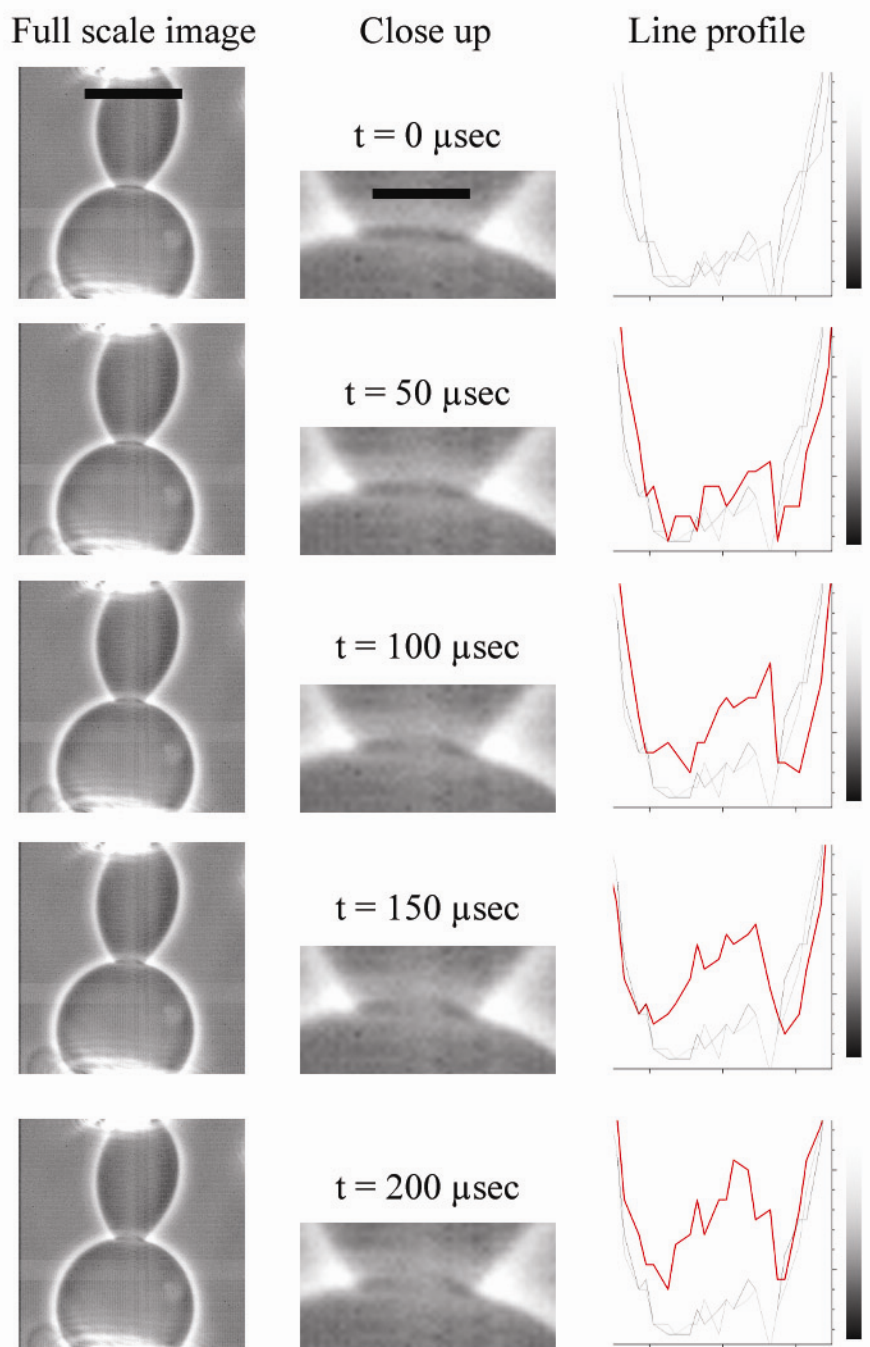 Full scale image
Close up
Line profile
t = 0 μsec
t = 50 μsec
t = 100 μsec
t = 150 μsec
t = 200 μsec